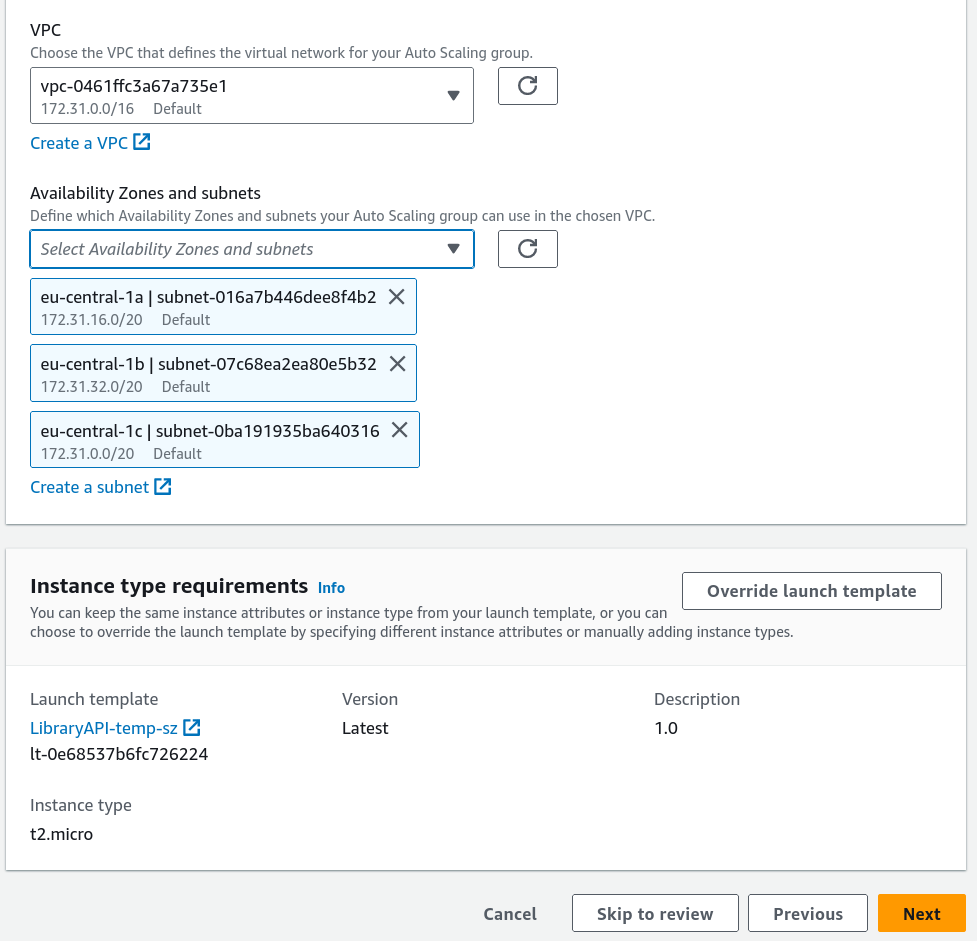 VPC
Choose the VPC that defines the virtual network for your Auto Scaling group.
vpc-0461ffc3a67a735e1
172.31.0.0/16 Default
Create a VPC
Availability Zones and subnets
Define which Availability Zones and subnets your Auto Scaling group can use in the chosen VPC.
Select Availability Zones and subnets
eu-central-1a | subnet-016a7b446dee8f4b2
172.31.16.0/20 Default
eu-central-1b | subnet-07c68ea2ea80e5b32
172.31.32.0/20 Default
eu-central-1c | subnet-0ba191935ba640316
172.31.0.0/20 Default
Create a subnet
Instance type requirements Info
Override launch template
You can keep the same instance attributes or instance type from your launch template, or you can
choose to override the launch template by specifying different instance attributes or manually adding instance types.
Launch template
LibraryAPI-temp-sz
lt-0e68537b6fc726224
Version
Latest
Description
1.0
Instance type
t2.micro
Cancel
Skip to review
Previous
Next